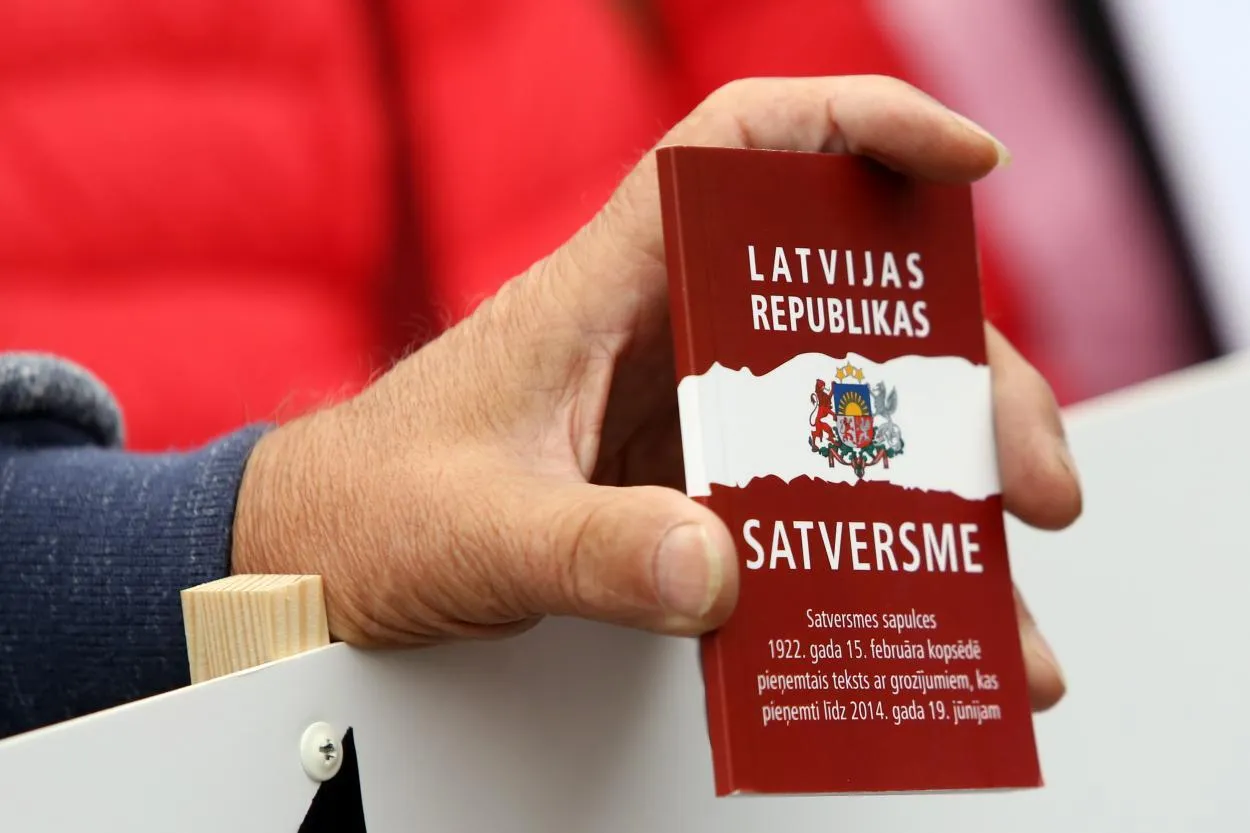 LATVIJAS
REPUBLIKAS
SATVERSME
Satversmes sapulces
1922. gada 15. februāra kopsēdē
pieņemtais teksts ar grozījumiem, kas
pieņemti līdz 2014. gada 19. jūnijam